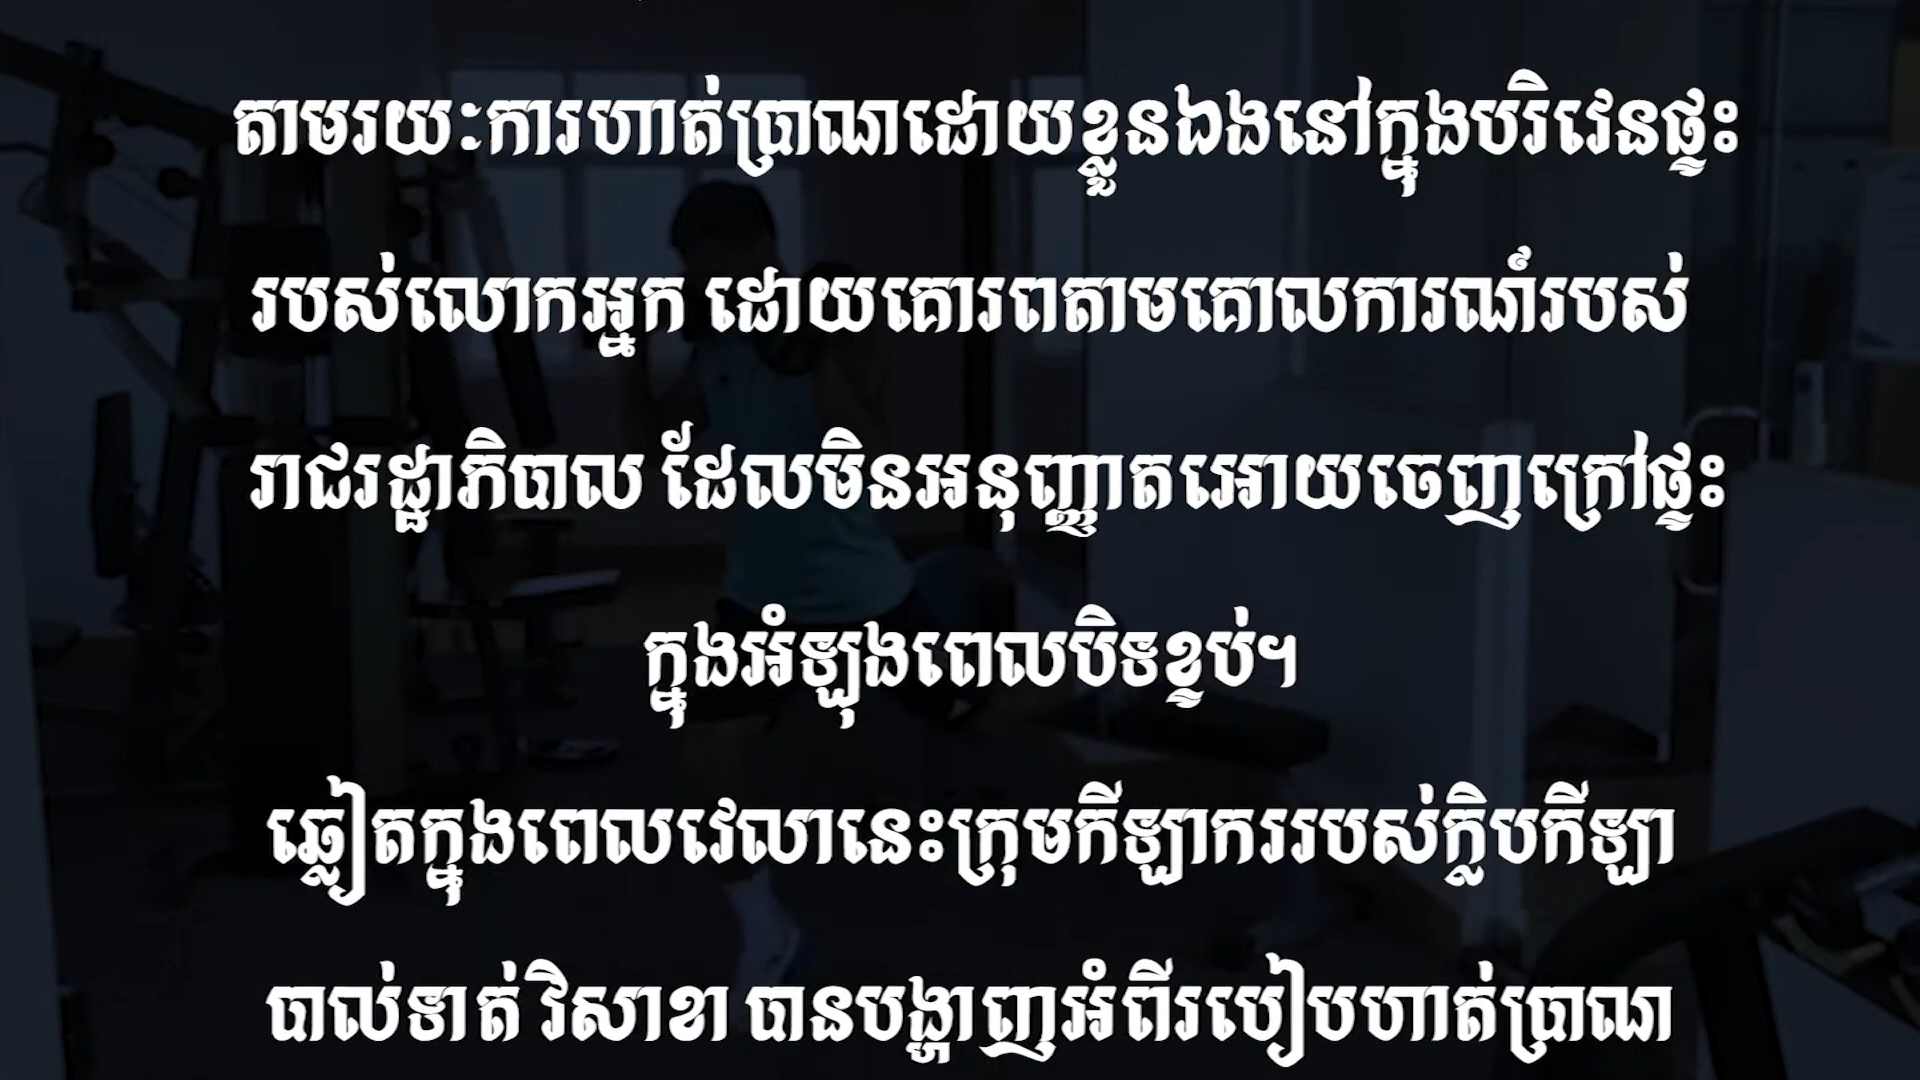 តាមរយៈការហាត់ប្រាណដោយខ្លួនឯងនៅក្នុងបរិវេនផ្ទះ
របស់លោកអ្នក ដោយគោរពតាមគោលការណ៍របស់
រាជរដ្ឋាភិបាល ដែលមិនអនុញ្ញាតអោយចេញក្រៅផ្ទះ
ក្នុងអំឡុងពេលបិទខ្ទប់។
ឆ្លៀតក្នុងពេលវេលានេះក្រុមកីឡាកររបស់ក្លិបកីឡា
បាល់ទាត់ វិសាខា បានបង្ហាញអំពីរបៀបហាត់ប្រាណ